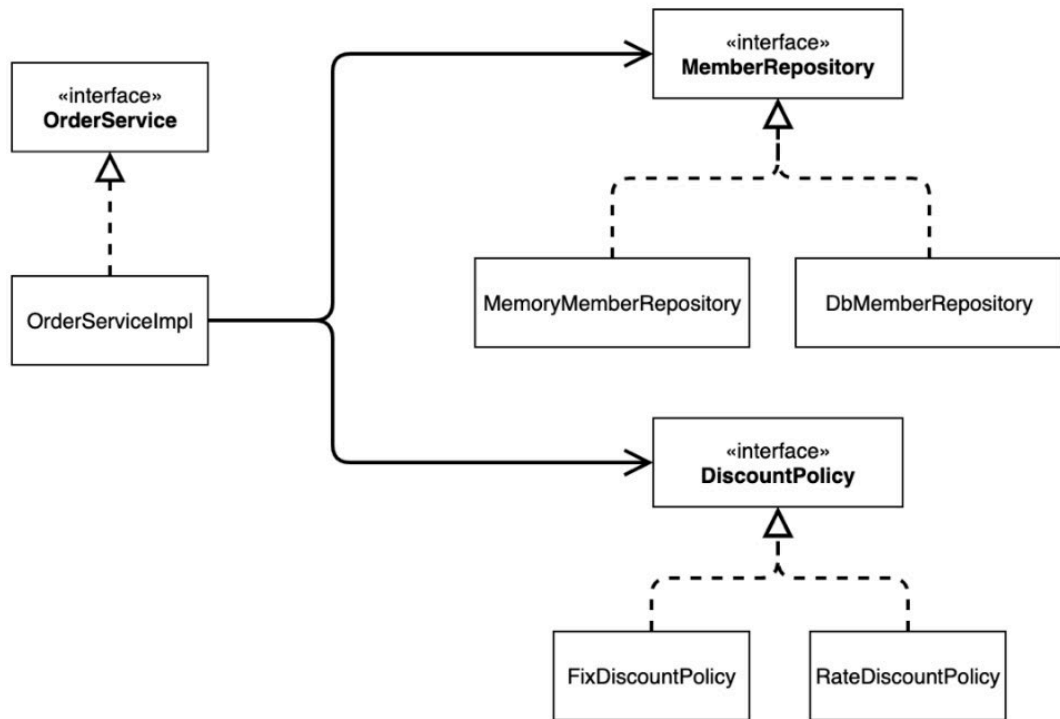 «interface»
MemberRepository
«interface»
OrderService
OrderServiceImpl
MemoryMemberRepository
DbMemberRepository
«interface»
DiscountPolicy
FixDiscountPolicy
RateDiscountPolicy